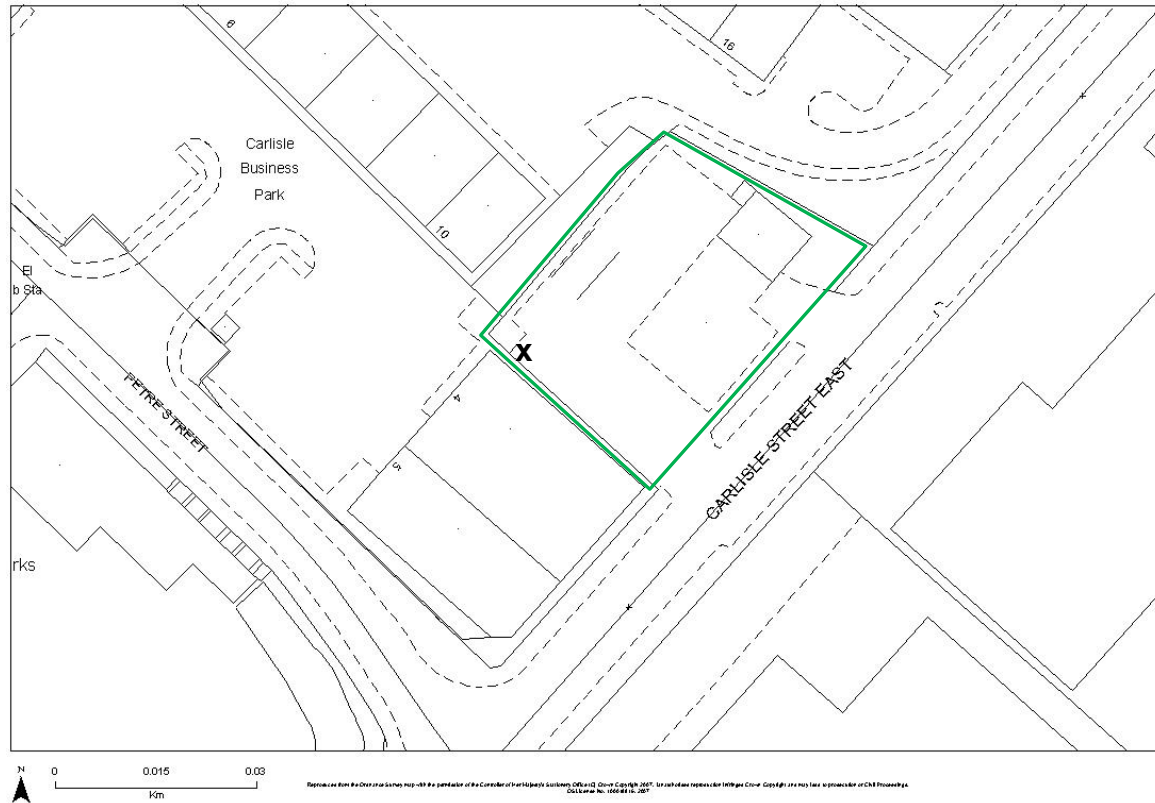 6
16
Carlisle
Business
Park
10
El
b Sta
X
PETRE STREET
4
5
CARLISLE STREET EAST
rks
N
0 0.015 0.03
Km